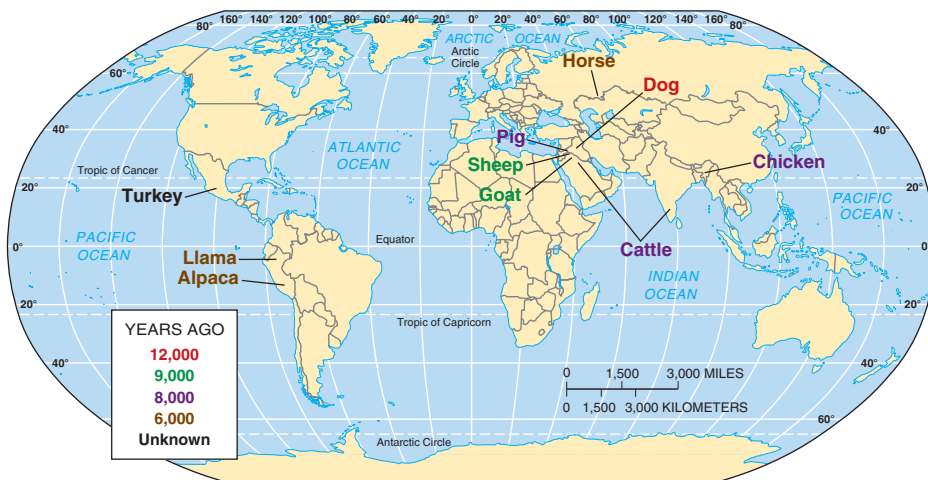 160° 140° 120° 100° 80° 60° 40° 20° 0° 20° 40° 60° 80° 100° 120° 140° 160°
80° 80°
ARCTIC OCEAN
Arctic
Circle
Horse
60° 60°
Dog
40° 40°
Pig
ATLANTIC
OCEAN
Sheep
Chicken
Tropic of Cancer
Goat
20° 20°
Turkey
PACIFIC
OCEAN
PACIFIC
OCEAN
Equator
0° 0°
Cattle
Llama
Alpaca
INDIAN
OCEAN
20° 20°
Tropic of Capricorn
YEARS AGO
12,000
9,000
8,000
6,000
Unknown
40° 40°
0 1,500 3,000 MILES
0 1,500 3,000 KILOMETERS
60°
Antarctic Circle